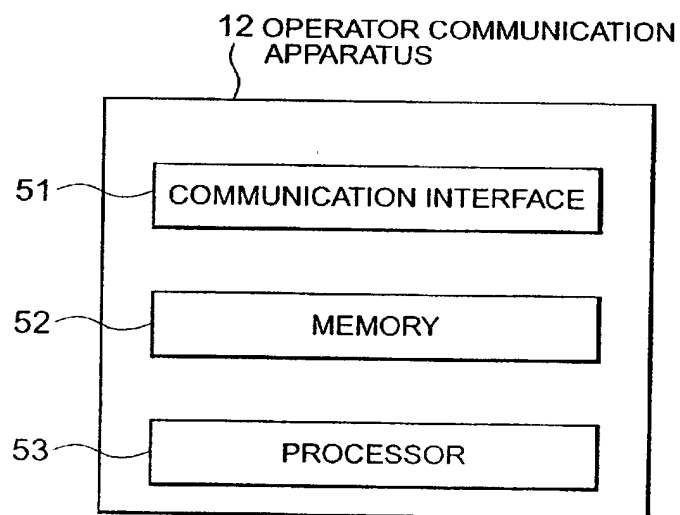 12 OPERATOR COMMUNICATION
APPARATUS
51 COMMUNICATION INTERFACE
52 MEMORY
53 PROCESSOR